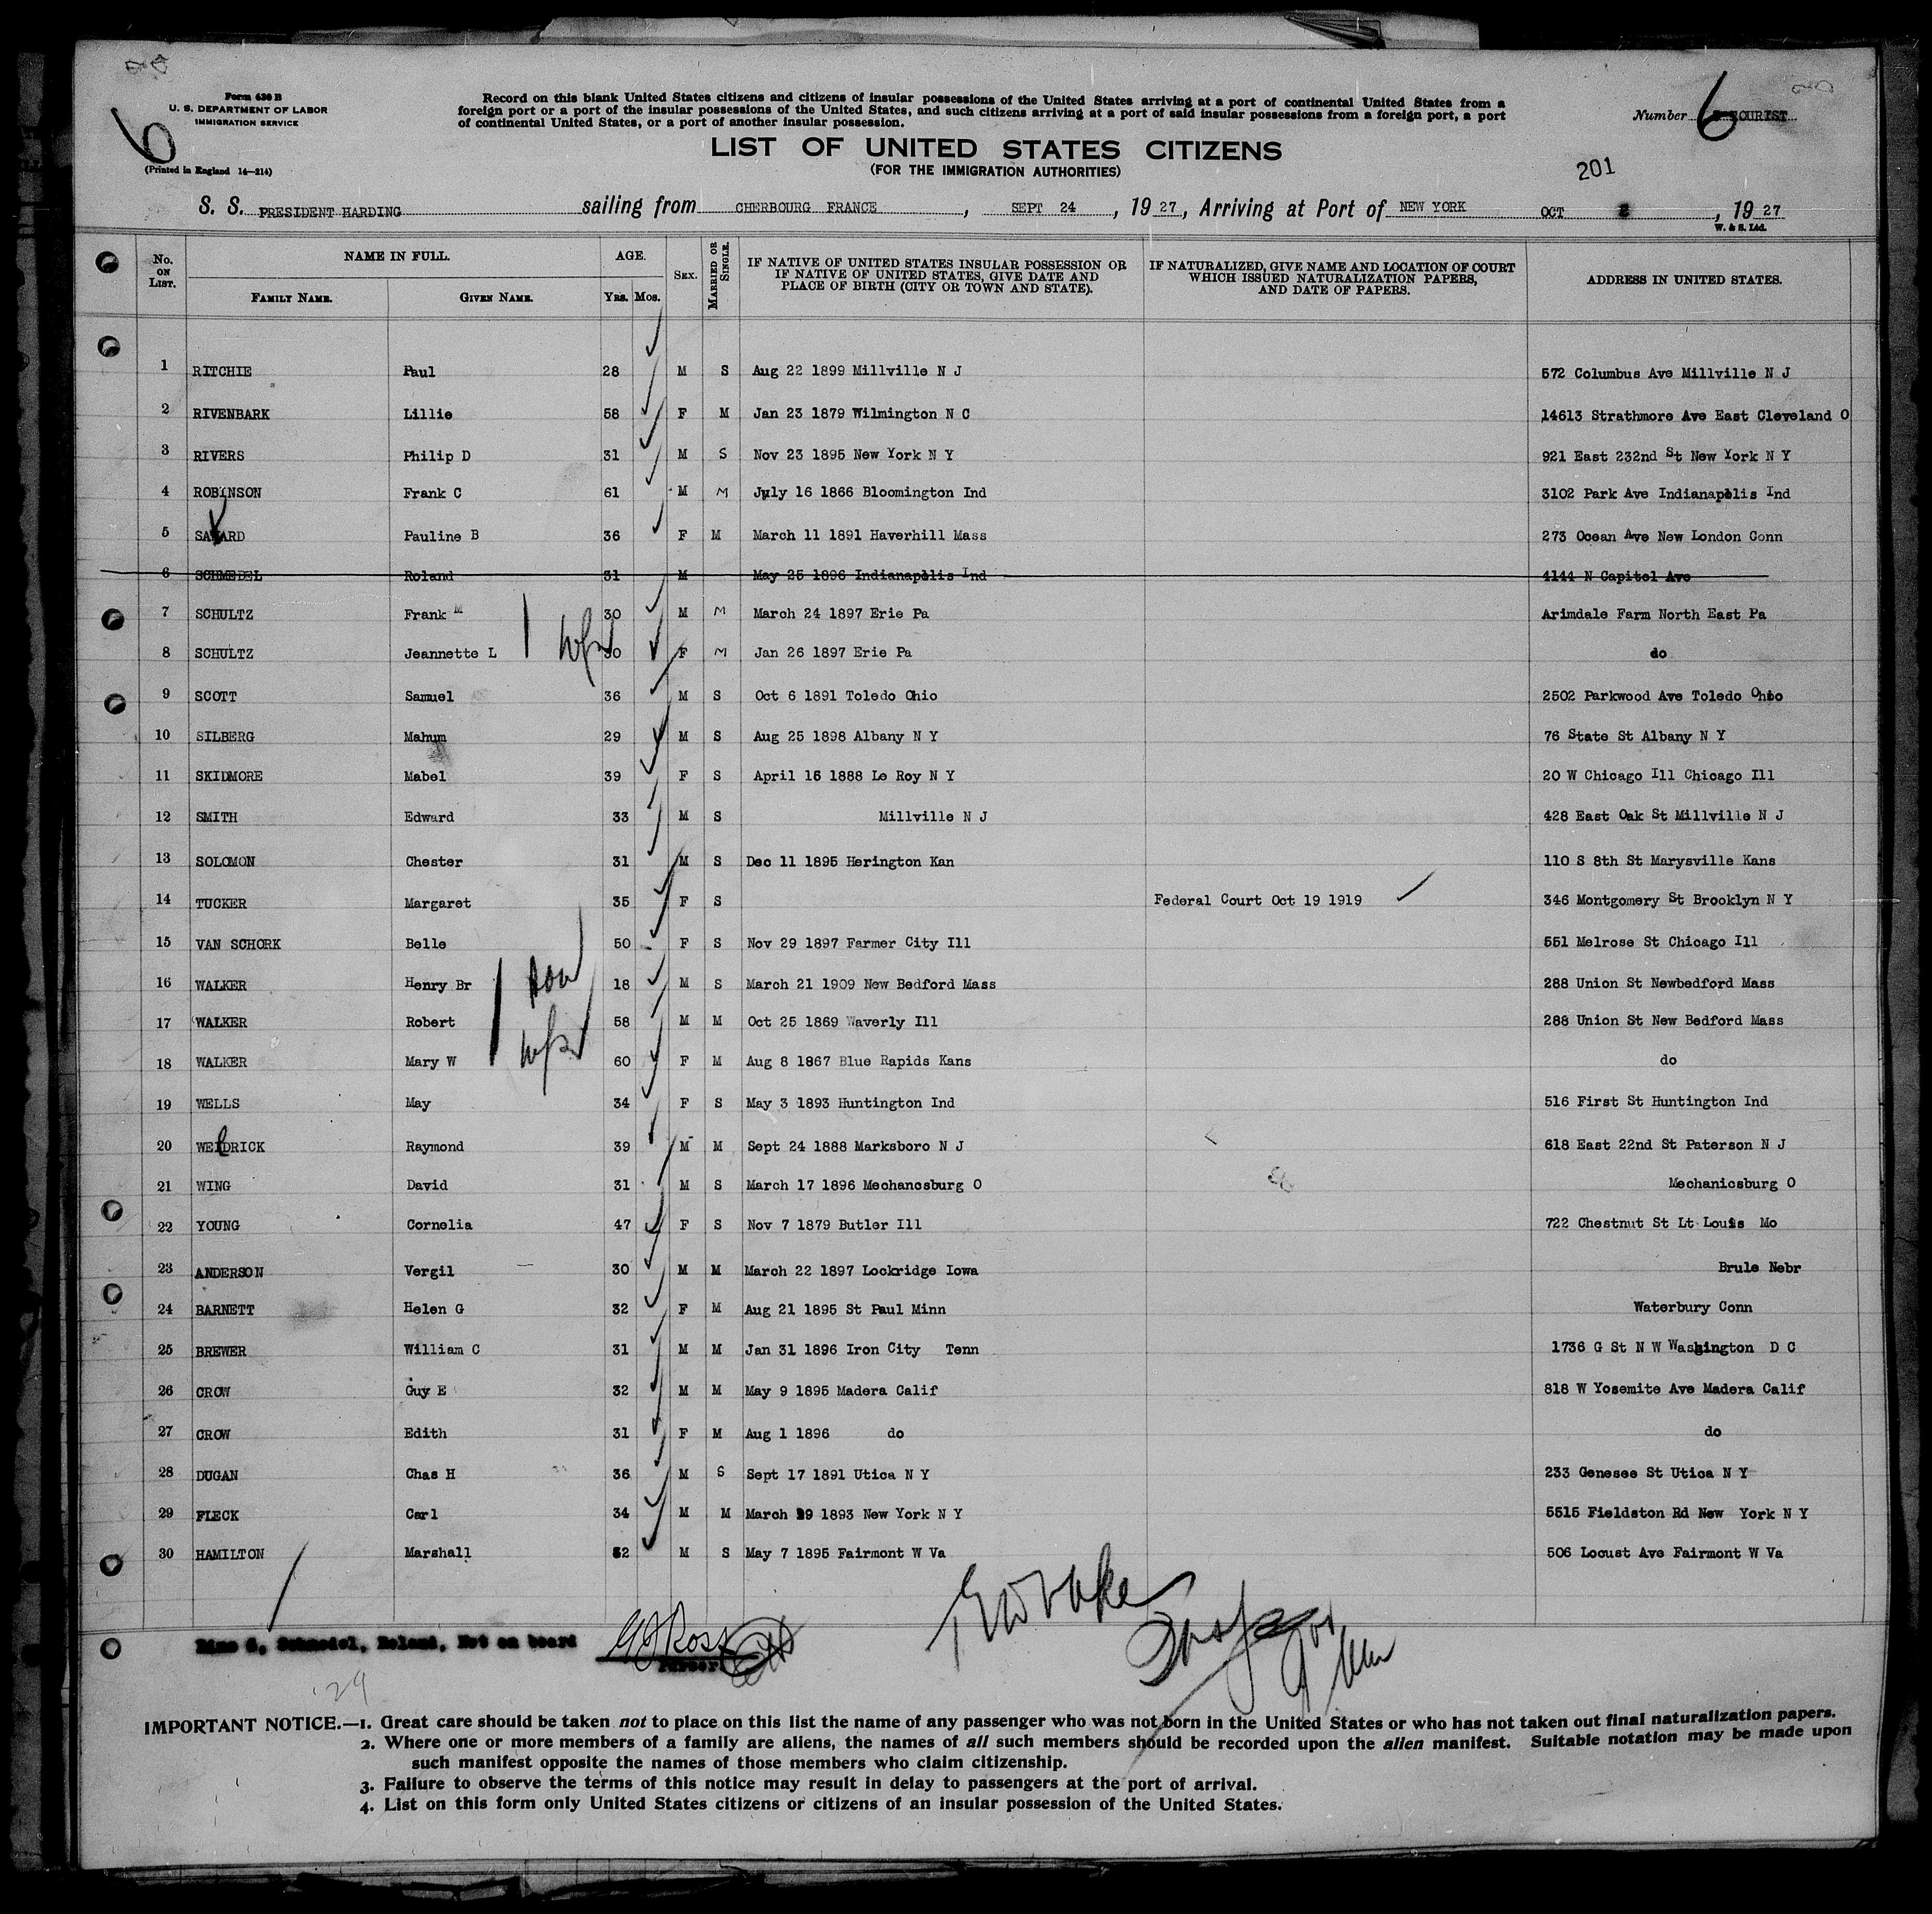 6
Form 630 B
U. S. DEPARTMENT OF LABOR
IMMIGRATION SERVICE
(Printed in England 14—214)
Record on this blank United States citizens and citizens of insular possessions of the United States arriving at a port of continental United States from a
foreign port or a port of the insular possessions of the United States, and such citizens arriving at a port of said insular possessions from a foreign port, a port
of continental United States, or a port of another insular possession.
Number 6 TOURIST
LIST OF UNITED STATES CITIZENS
(FOR THE IMMIGRATION AUTHORITIES)
201
S. S. PRESIDENT HARDING sailing from CHERBOURG FRANCE, SEPT 24, 1927, Arriving at Port of NEW YORK OCT 2, 1927
W. & S. Ltd.
No. ON LIST. NAME IN FULL. FAMILY NAME. GIVEN NAME. AGE. YRS. MOS. SEX. MARRIED OR SINGLE. IF NATIVE OF UNITED STATES INSULAR POSSESSION OR IF NATIVE OF UNITED STATES, GIVE DATE AND PLACE OF BIRTH (CITY OR TOWN AND STATE). IF NATURALIZED, GIVE NAME AND LOCATION OF COURT WHICH ISSUED NATURALIZATION PAPERS, AND DATE OF PAPERS. ADDRESS IN UNITED STATES.
1 RITCHIE Paul 28 M S Aug 22 1899 Millville N J 572 Columbus Ave Millville N J
2 RIVENBARK Lillie 58 F M Jan 23 1879 Wilmington N C 14613 Strathmore Ave East Cleveland O
3 RIVERS Philip D 31 M S Nov 23 1895 New York N Y 921 East 232nd St New York N Y
4 ROBINSON Frank C 61 M M July 16 1866 Bloomington Ind 3102 Park Ave Indianapolis Ind
5 SAVARD Pauline B 36 F M March 11 1891 Haverhill Mass 273 Ocean Ave New London Conn
6 SCHMEDEL Roland 31 M May 25 1896 Indianapolis Ind 4144 N Capitol Ave
7 SCHULTZ Frank M 30 M M March 24 1897 Erie Pa Arimdale Farm North East Pa
8 SCHULTZ Jeannette L wfe 30 F M Jan 26 1897 Erie Pa do
9 SCOTT Samuel 36 M S Oct 6 1891 Toledo Ohio 2502 Parkwood Ave Toledo Ohio
10 SILBERG Mahum 29 M S Aug 25 1898 Albany N Y 76 State St Albany N Y
11 SKIDMORE Mabel 39 F S April 15 1888 Le Roy N Y 20 W Chicago Ill Chicago Ill
12 SMITH Edward 33 M S Millville N J 428 East Oak St Millville N J
13 SOLOMON Chester 31 M S Dec 11 1895 Herington Kan 110 S 8th St Marysville Kans
14 TUCKER Margaret 35 F S Federal Court Oct 19 1919 346 Montgomery St Brooklyn N Y
15 VAN SCHORK Belle 50 F S Nov 29 1897 Farmer City Ill 551 Melrose St Chicago Ill
16 WALKER Henry Br son 18 M S March 21 1909 New Bedford Mass 288 Union St Newbedford Mass
17 WALKER Robert 58 M M Oct 25 1869 Waverly Ill 288 Union St New Bedford Mass
18 WALKER Mary W wfe 60 F M Aug 8 1867 Blue Rapids Kans do
19 WELLS May 34 F S May 3 1893 Huntington Ind 516 First St Huntington Ind
20 WELDRICK Raymond 39 M M Sept 24 1888 Marksboro N J 618 East 22nd St Paterson N J
21 WING David 31 M S March 17 1896 Mechanosburg O Mechanicsburg O
22 YOUNG Cornelia 47 F S Nov 7 1879 Butler Ill 722 Chestnut St Lt Louis Mo
23 ANDERSON Vergil 30 M M March 22 1897 Lockridge Iowa Brule Nebr
24 BARNETT Helen G 32 F M Aug 21 1895 St Paul Minn Waterbury Conn
25 BREWER William C 31 M M Jan 31 1896 Iron City Tenn 1736 G St N W Washington D C
26 CROW Guy E 32 M M May 9 1895 Madera Calif 818 W Yosemite Ave Madera Calif
27 CROW Edith 31 F M Aug 1 1896 do do
28 DUGAN Chas H 36 M S Sept 17 1891 Utica N Y 233 Genesee St Utica N Y
29 FLECK Carl 34 M M March 29 1893 New York N Y 5515 Fieldston Rd New York N Y
30 HAMILTON Marshall 32 M S May 7 1895 Fairmont W Va 506 Locust Ave Fairmont W Va
Line 6, Schmedel, Roland, Not on board
Purser
29
IMPORTANT NOTICE.—1. Great care should be taken not to place on this list the name of any passenger who was not born in the United States or who has not taken out final naturalization papers.
2. Where one or more members of a family are aliens, the names of all such members should be recorded upon the alien manifest. Suitable notation may be made upon
such manifest opposite the names of those members who claim citizenship.
3. Failure to observe the terms of this notice may result in delay to passengers at the port of arrival.
4. List on this form only United States citizens or citizens of an insular possession of the United States.